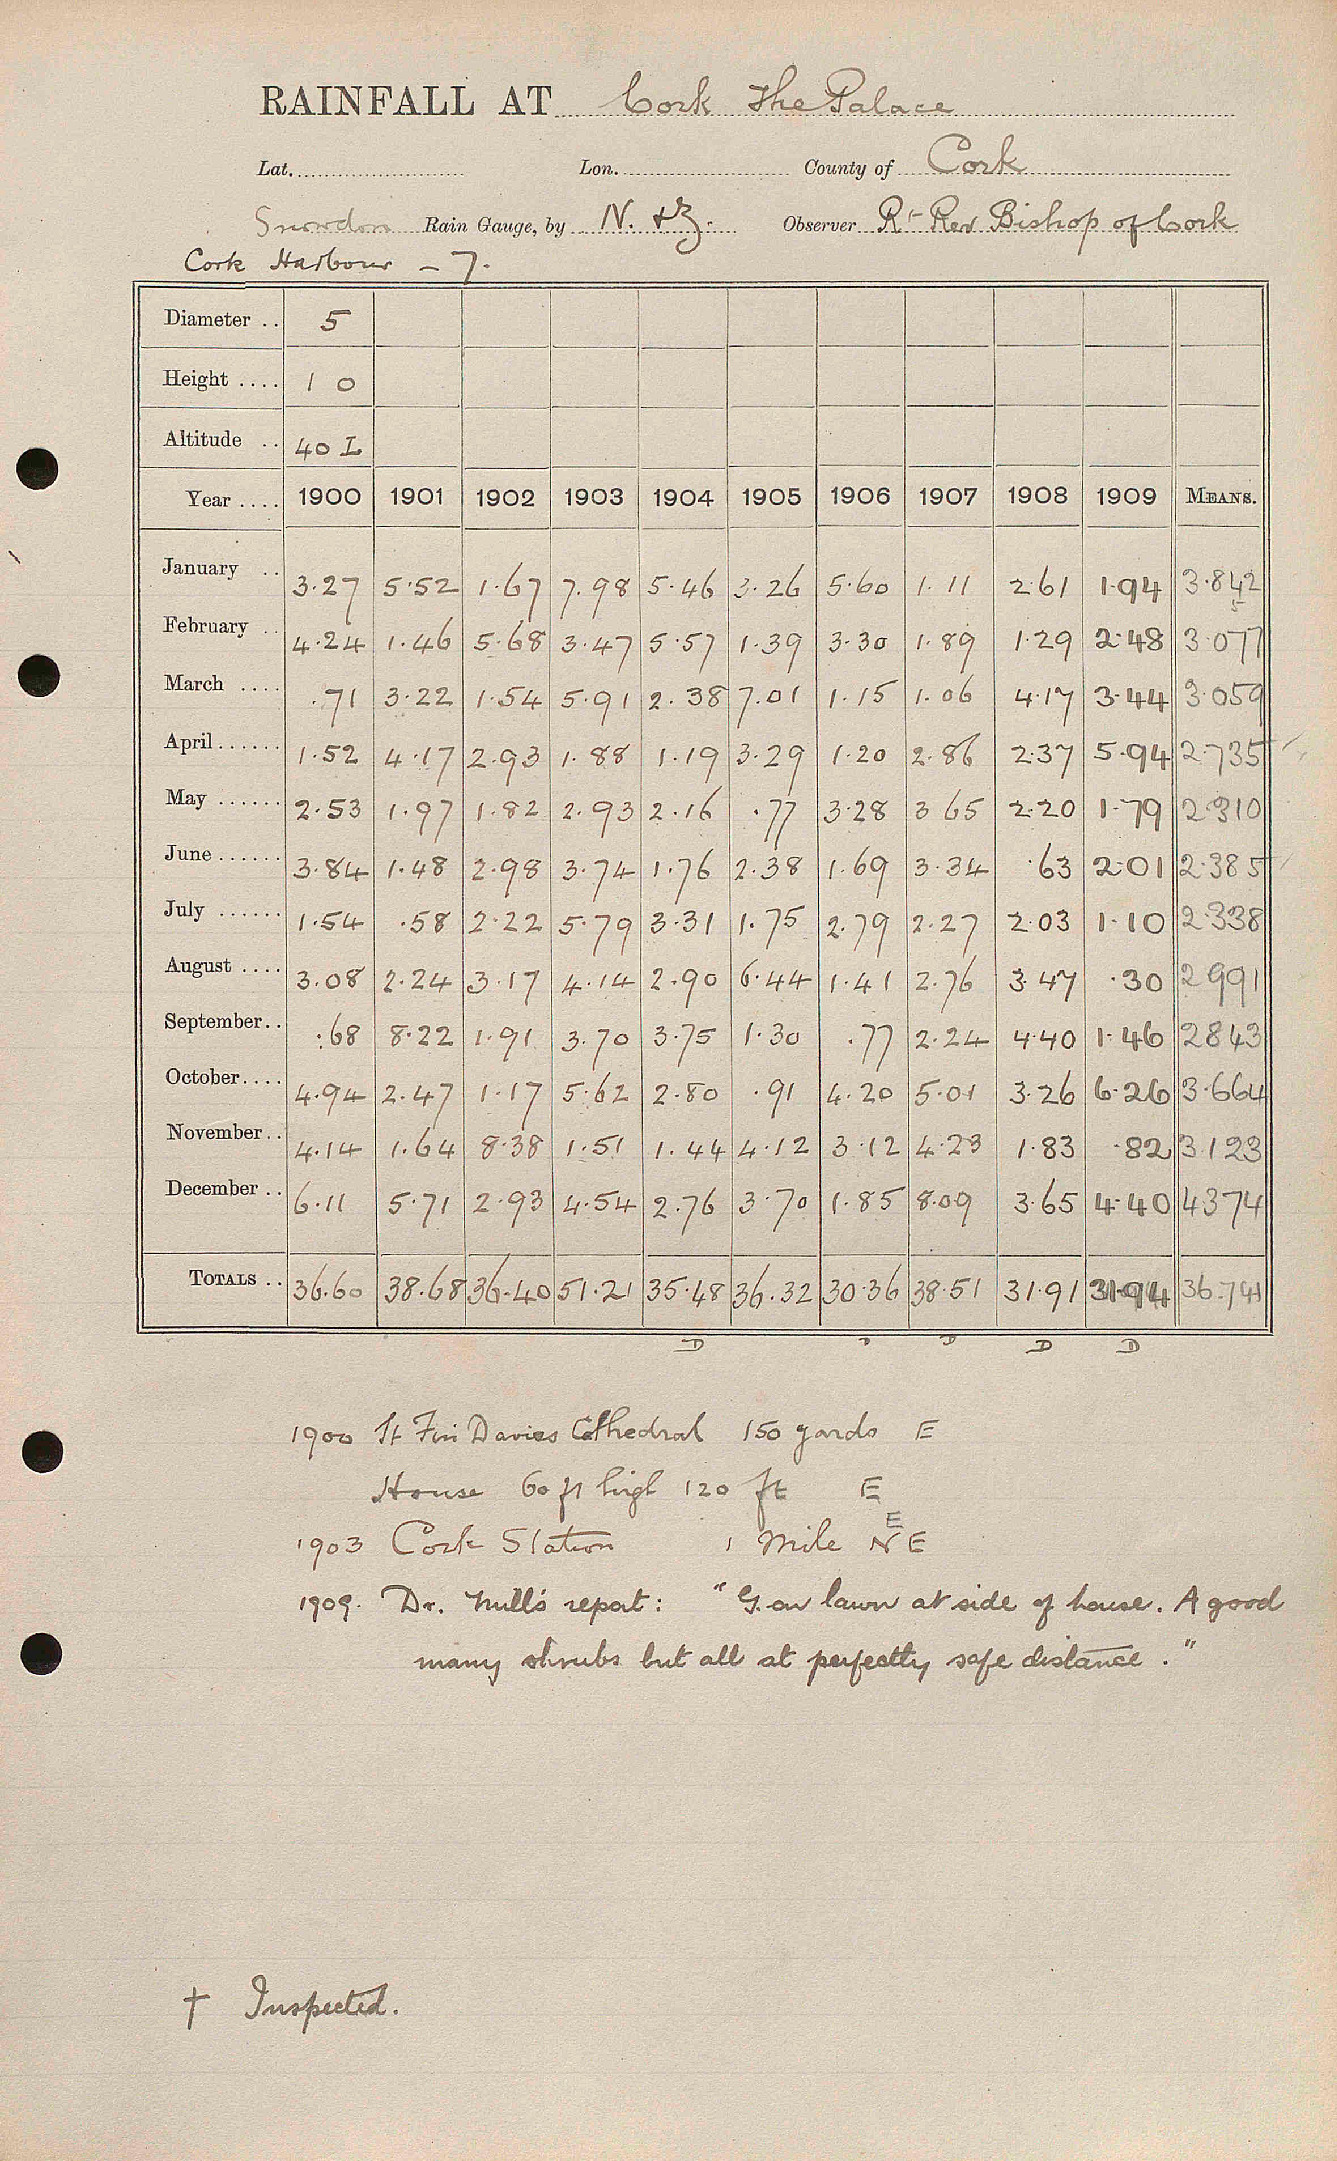 RAINFALL AT Cork The Palace
Lat. Lon. County of Cork
Snowdon Rain Gauge, by N. & Z. Observer Rt Rev Bishop of Cork
Cork Harbour - 7.
Diameter .. 5
Height .... 1 0
Altitude .. 40 L
Year .... 1900 1901 1902 1903 1904 1905 1906 1907 1908 1909 MEANS.
January .. 3.27 5.52 1.67 7.98 5.46 3.26 5.60 1.11 2.61 1.94 3.842
5
February .. 4.24 1.46 5.68 3.47 5.57 1.39 3.30 1.89 1.29 2.48 3.077
March .... .71 3.22 1.54 5.91 2.38 7.01 1.15 1.06 4.17 3.44 3.059
April ...... 1.52 4.17 2.93 1.88 1.19 3.29 1.20 2.86 2.37 5.94 2.735
May ...... 2.53 1.97 1.82 2.93 2.16 .77 3.28 3.65 2.20 1.79 2.310
June ...... 3.84 1.48 2.98 3.74 1.76 2.38 1.69 3.34 .63 2.01 2.385
July ...... 1.54 .58 2.22 5.79 3.31 1.75 2.79 2.27 2.03 1.10 2.338
August .... 3.08 2.24 3.17 4.14 2.90 6.44 1.41 2.76 3.47 .30 2.991
September.. .68 8.22 1.91 3.70 3.75 1.30 .77 2.24 4.40 1.46 2843
October.... 4.94 2.47 1.17 5.62 2.80 .91 4.20 5.01 3.26 6.26 3.664
November.. 4.14 1.64 8.38 1.51 1.44 4.12 3.12 4.23 1.83 .82 3.123
December .. 6.11 5.71 2.93 4.54 2.76 3.70 1.85 8.09 3.65 4.40 4374
TOTALS .. 36.60 38.68 36.40 51.21 35.48 36.32 30.36 38.51 31.91 31.94 36.741
D D D D D
1900 St Fin Davies Cathedral 150 yards E
House 60 ft high 120 ft E
E
1903 Cork Station 1 Mile NE
1909. Dr. Mill's report: "G. on lawn at side of house. A good
many shrubs but all at perfectly safe distance."
† Inspected.